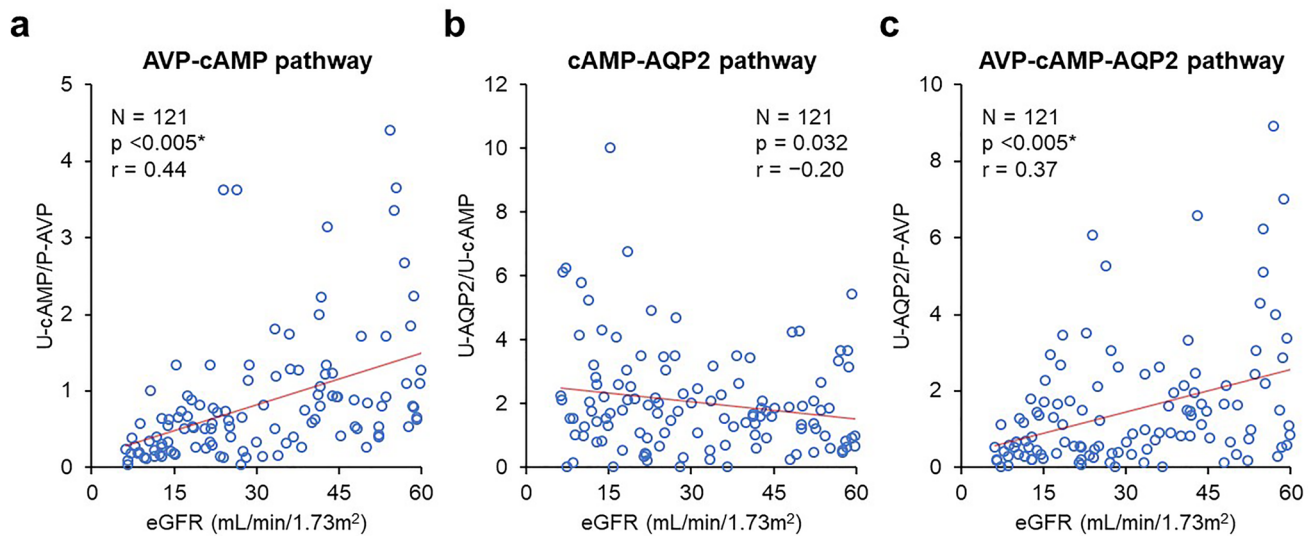 a
AVP-cAMP pathway
N = 121
p <0.005*
r = 0.44
U-cAMP/P-AVP
5
4
3
2
1
0
0 15 30 45 60
eGFR (mL/min/1.73m²)
b
cAMP-AQP2 pathway
N = 121
p = 0.032
r = −0.20
U-AQP2/U-cAMP
12
10
8
6
4
2
0
0 15 30 45 60
eGFR (mL/min/1.73m²)
c
AVP-cAMP-AQP2 pathway
N = 121
p <0.005*
r = 0.37
U-AQP2/P-AVP
10
8
6
4
2
0
0 15 30 45 60
eGFR (mL/min/1.73m²)